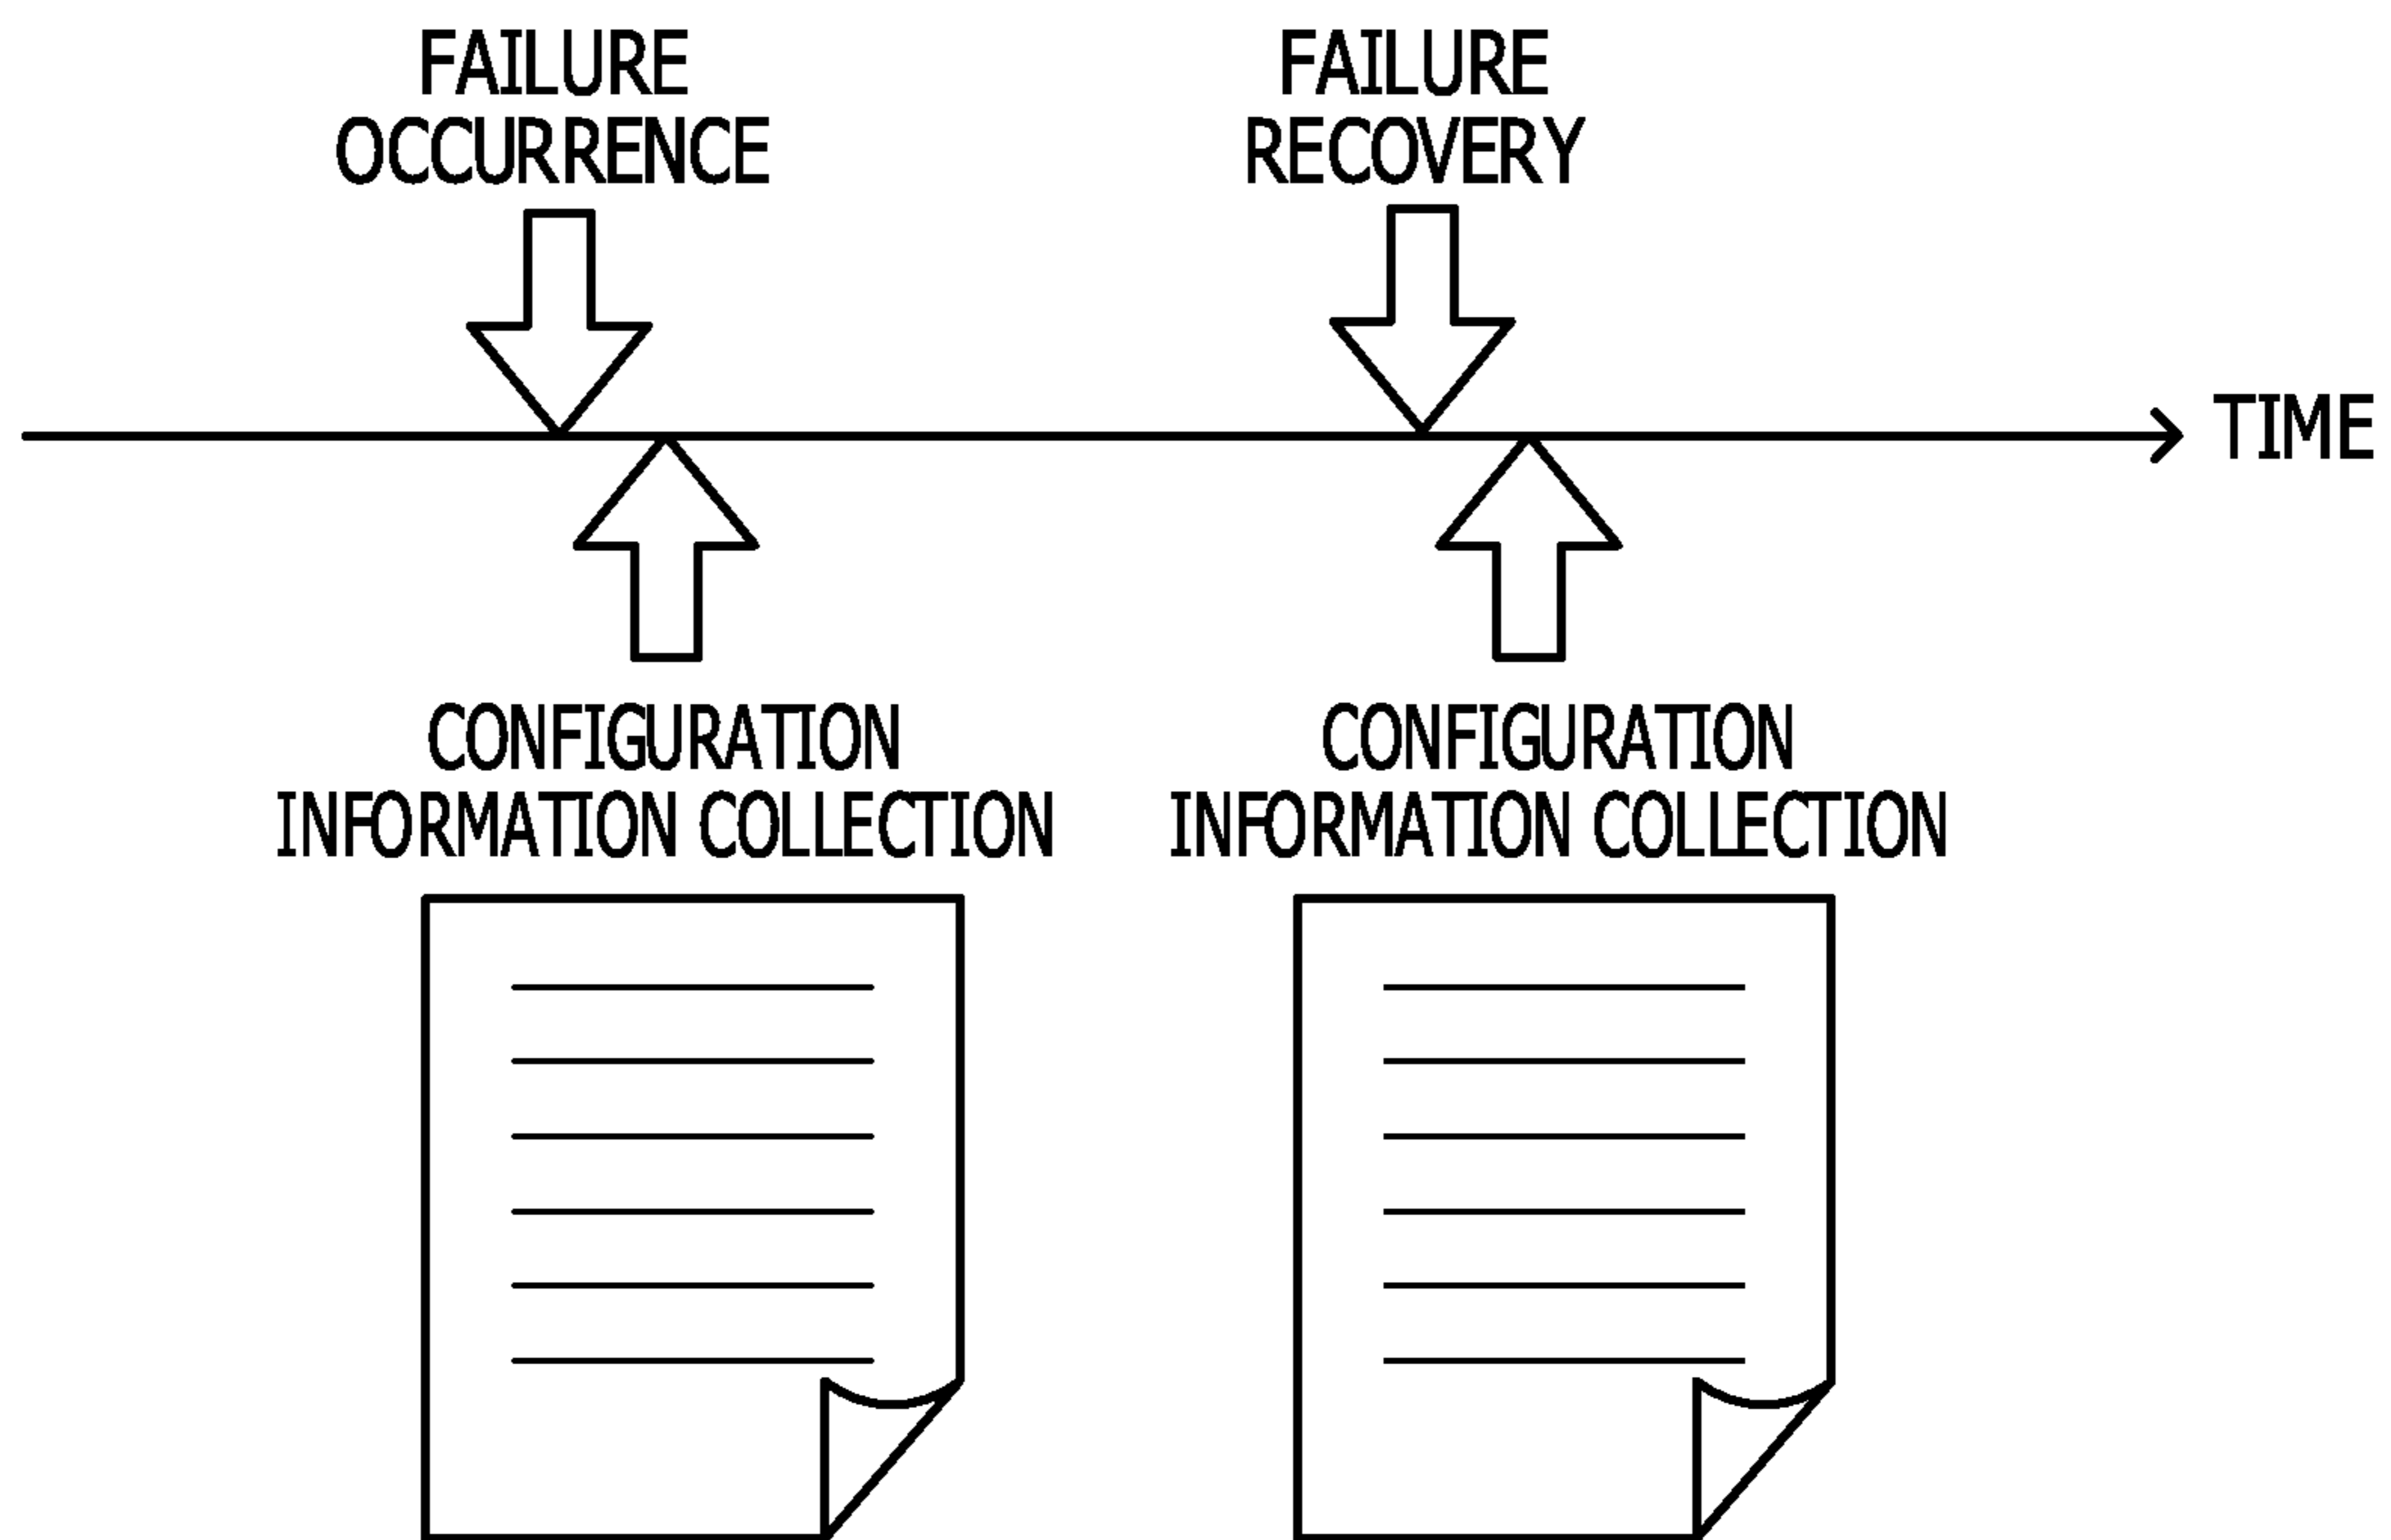 FAILURE
OCCURRENCE
FAILURE
RECOVERY
TIME
CONFIGURATION
INFORMATION COLLECTION
CONFIGURATION
INFORMATION COLLECTION